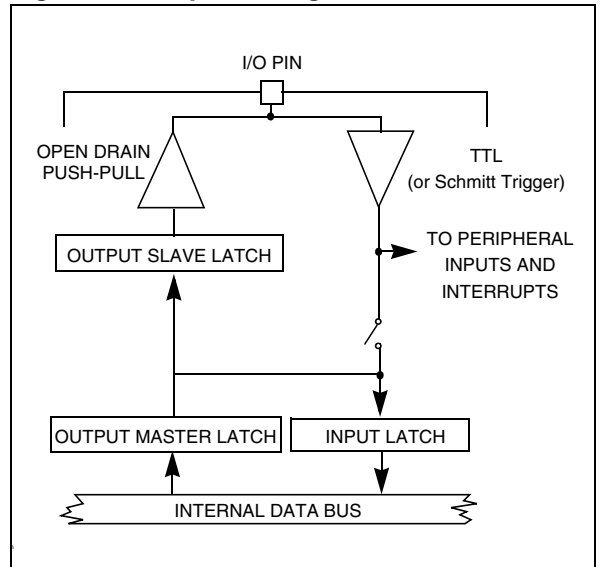 I/O PIN
OPEN DRAIN
PUSH-PULL
TTL
(or Schmitt Trigger)
TO PERIPHERAL
INPUTS AND
INTERRUPTS
OUTPUT SLAVE LATCH
OUTPUT MASTER LATCH
INPUT LATCH
INTERNAL DATA BUS